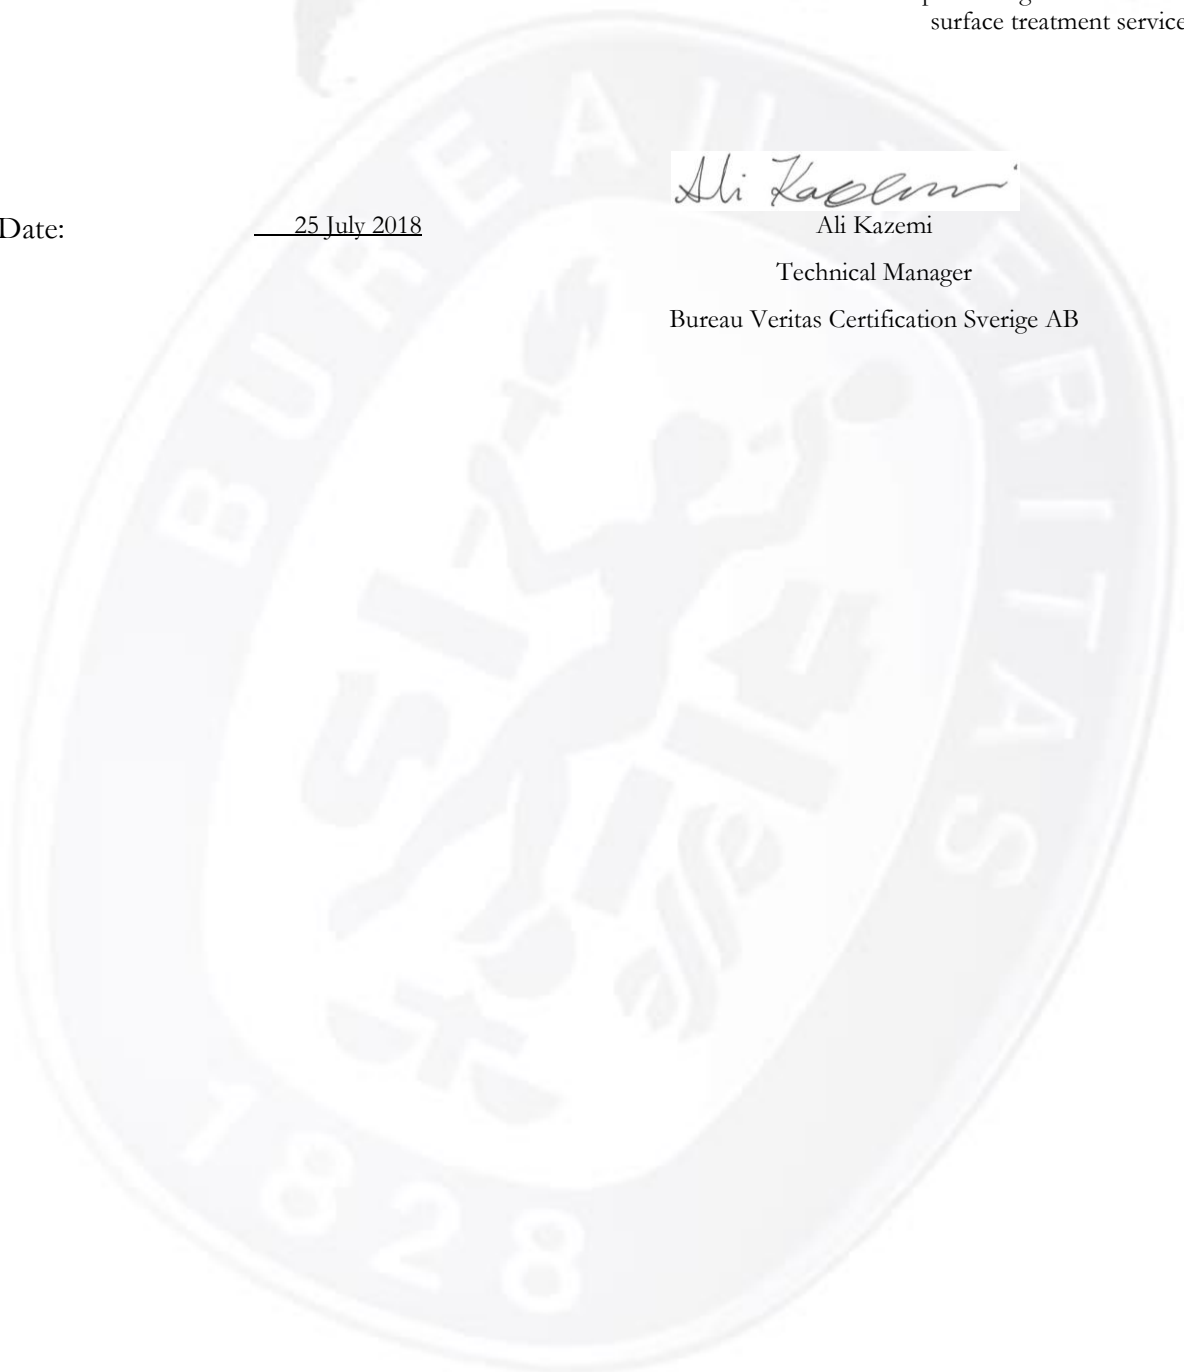 surface treatment service
Ali Kazemi
Date:
25 July 2018
Ali Kazemi
Technical Manager
Bureau Veritas Certification Sverige AB
BUREAU VERITAS
1828